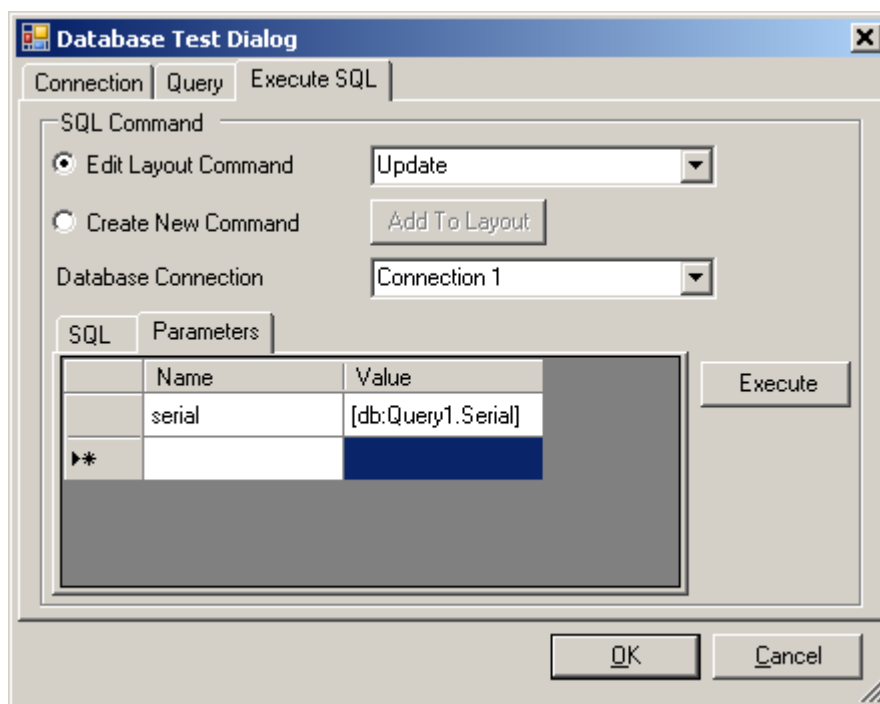 Database Test Dialog
Connection Query Execute SQL
SQL Command
Edit Layout Command Update
Create New Command Add To Layout
Database Connection Connection 1
SQL Parameters
Name Value
Execute
serial [db:Query1.Serial]
OK Cancel